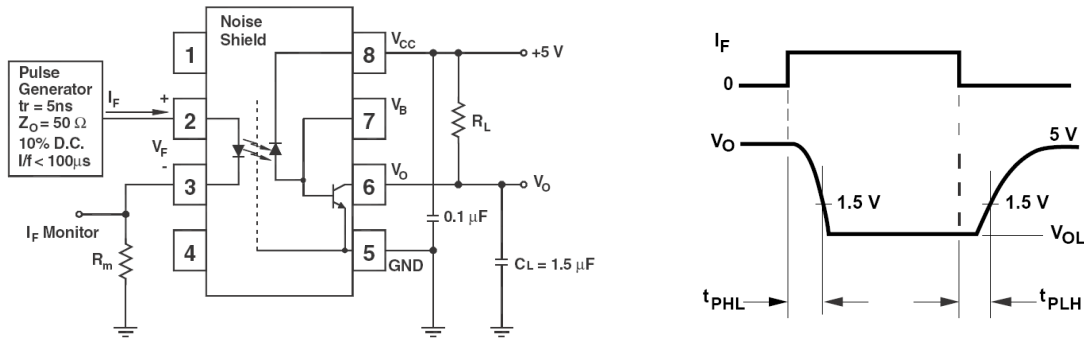 Noise
Shield
1
2
3
4
8
7
6
5
Pulse
Generator
tr = 5ns
ZO = 50 Ω
10% D.C.
I/f < 100μs
IF
+
VF
-
IF Monitor
Rm
VCC
+5 V
VB
RL
VO
VO
0.1 μF
GND
CL = 1.5 μF
IF
0
VO
5 V
1.5 V
1.5 V
VOL
tPHL
tPLH